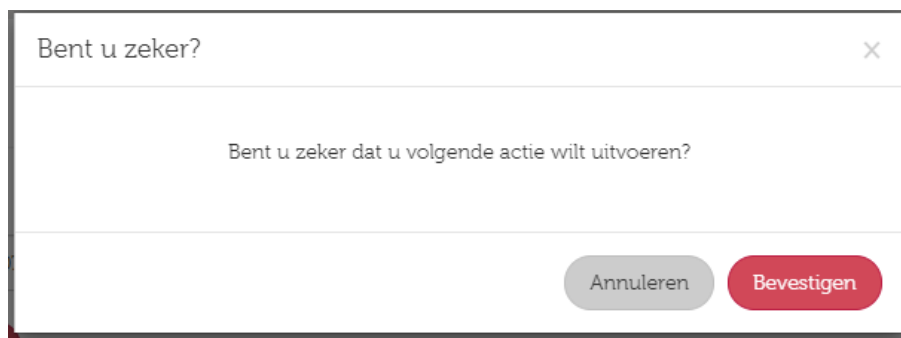 Bent u zeker?
Bent u zeker dat u volgende actie wilt uitvoeren?
Annuleren
Bevestigen